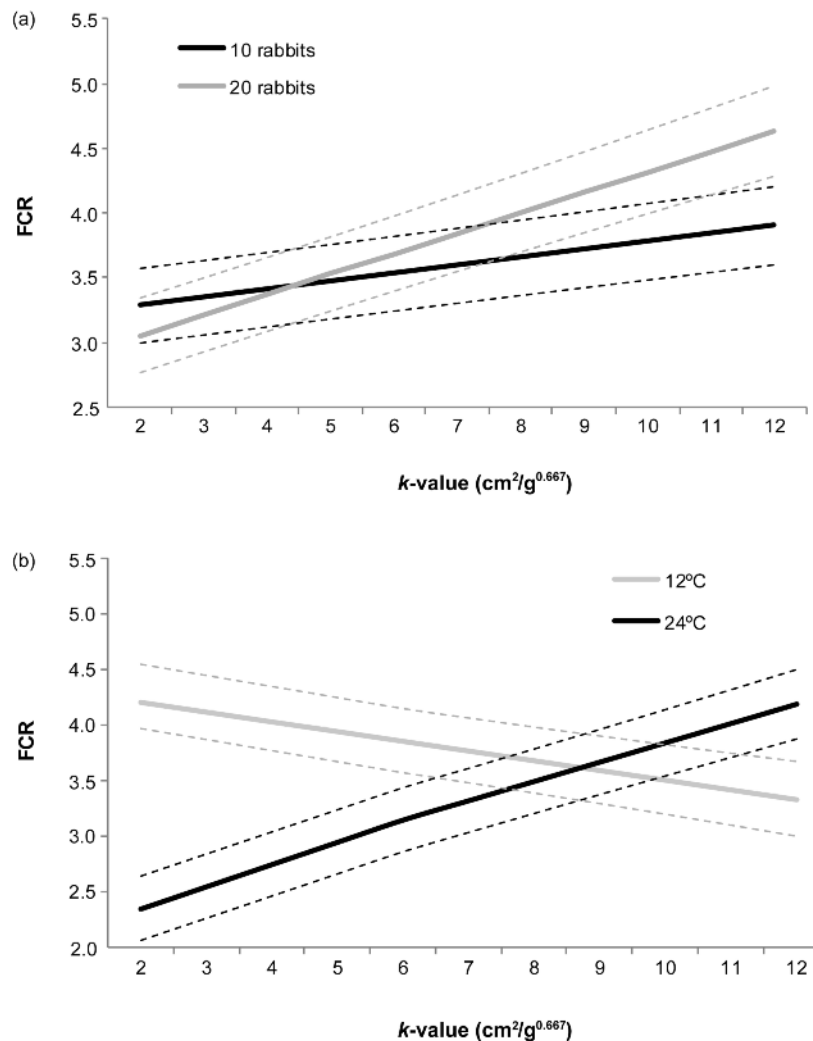 (a)
5.5
10 rabbits
5.0
20 rabbits
4.5
FCR
4.0
3.5
3.0
2.5
2 3 4 5 6 7 8 9 10 11 12
k-value (cm²/g⁰·⁶⁶⁷)
(b)
5.5
12ºC
5.0
24ºC
4.5
4.0
FCR
3.5
3.0
2.5
2.0
2 3 4 5 6 7 8 9 10 11 12
k-value (cm²/g⁰·⁶⁶⁷)